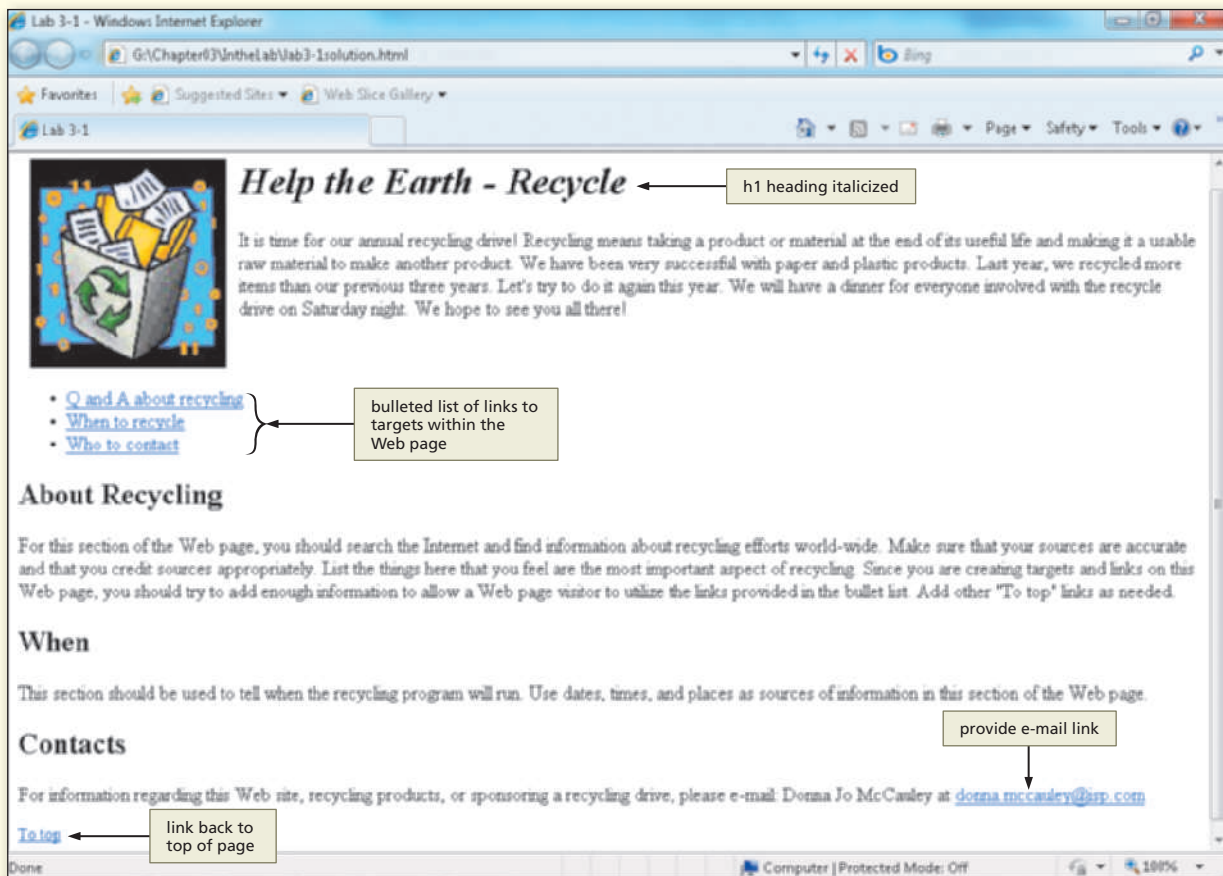 Lab 3-1 - Windows Internet Explorer
G:\Chapter03\IntheLab\lab3-1solution.html
Bing
Favorites
Suggested Sites
Web Slice Gallery
Lab 3-1
Page
Safety
Tools
Help the Earth - Recycle
h1 heading italicized
It is time for our annual recycling drive! Recycling means taking a product or material at the end of its useful life and making it a usable
raw material to make another product. We have been very successful with paper and plastic products. Last year, we recycled more
items than our previous three years. Let's try to do it again this year. We will have a dinner for everyone involved with the recycle
drive on Saturday night. We hope to see you all there!
• Q and A about recycling
• When to recycle
• Who to contact
bulleted list of links to
targets within the
Web page
About Recycling
For this section of the Web page, you should search the Internet and find information about recycling efforts world-wide. Make sure that your sources are accurate
and that you credit sources appropriately. List the things here that you feel are the most important aspect of recycling. Since you are creating targets and links on this
Web page, you should try to add enough information to allow a Web page visitor to utilize the links provided in the bullet list. Add other "To top" links as needed.
When
This section should be used to tell when the recycling program will run. Use dates, times, and places as sources of information in this section of the Web page.
Contacts
provide e-mail link
For information regarding this Web site, recycling products, or sponsoring a recycling drive, please e-mail: Donna Jo McCauley at donna.mccauley@isp.com
To top
link back to
top of page
Done
Computer | Protected Mode: Off
100%